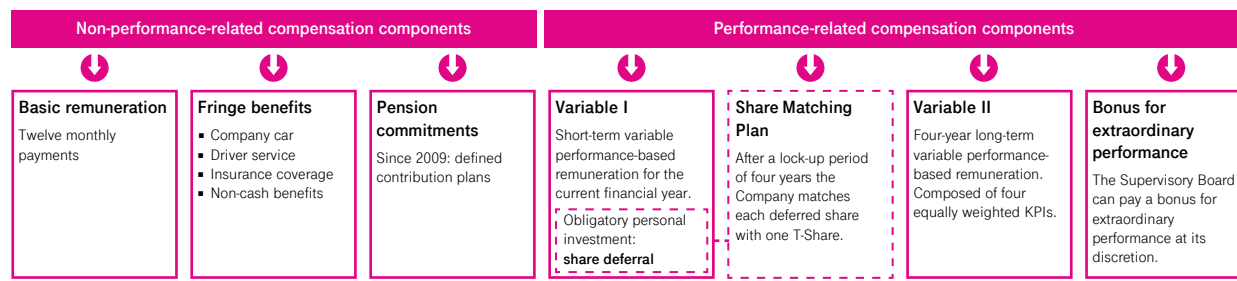 Non-performance-related compensation components
Performance-related compensation components
Basic remuneration
Twelve monthly
payments
Fringe benefits
▪ Company car
▪ Driver service
▪ Insurance coverage
▪ Non-cash benefits
Pension
commitments
Since 2009: defined
contribution plans
Variable I
Short-term variable
performance-based
remuneration for the
current financial year.
Obligatory personal
investment:
share deferral
Share Matching
Plan
After a lock-up period
of four years the
Company matches
each deferred share
with one T-Share.
Variable II
Four-year long-term
variable performance-
based remuneration.
Composed of four
equally weighted KPIs.
Bonus for
extraordinary
performance
The Supervisory Board
can pay a bonus for
extraordinary
performance at its
discretion.